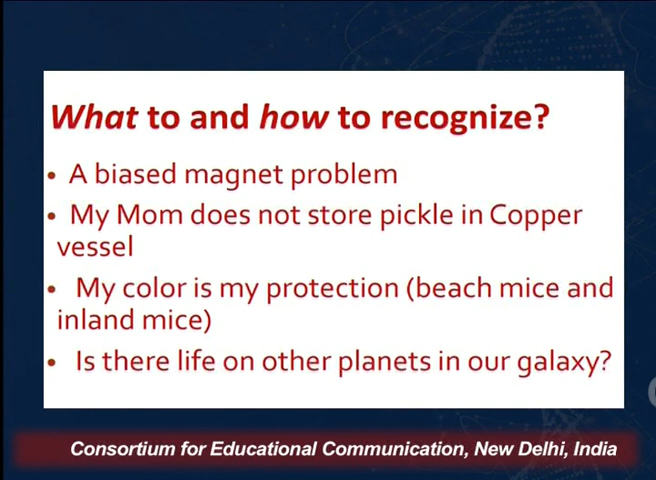 What to and how to recognize?
• A biased magnet problem
• My Mom does not store pickle in Copper
vessel
• My color is my protection (beach mice and
inland mice)
• Is there life on other planets in our galaxy?
Consortium for Educational Communication, New Delhi, India